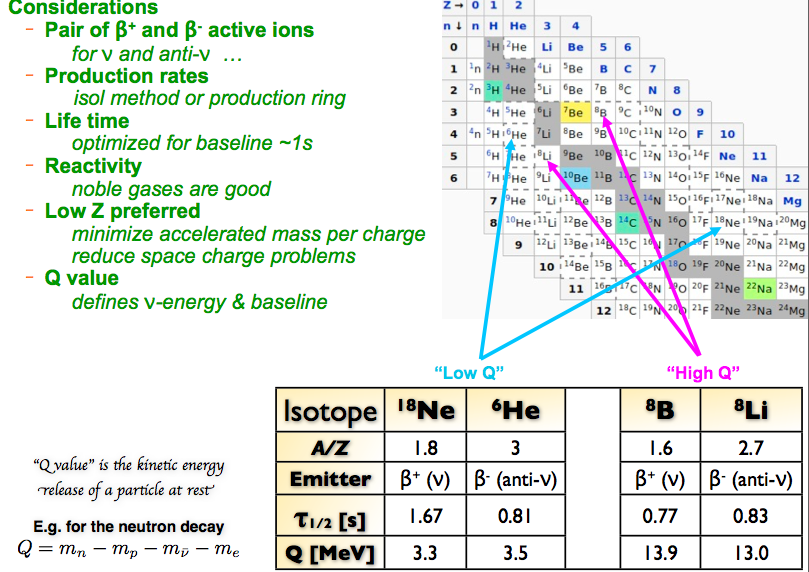 Considerations
– Pair of β+ and β- active ions
for ν and anti-ν …
– Production rates
isol method or production ring
– Life time
optimized for baseline ~1s
– Reactivity
noble gases are good
– Low Z preferred
minimize accelerated mass per charge
reduce space charge problems
– Q value
defines ν-energy & baseline
Z → 0 1 2
n ↓ n H He 3 4
0 ¹H ²He Li Be 5 6
1 ¹n ²H ³He ⁴Li ⁵Be B C 7
2 ²n ³H ⁴He ⁵Li ⁶Be ⁷B ⁸C N 8
3 ⁴H ⁵He ⁶Li ⁷Be ⁸B ⁹C ¹⁰N O 9
4 ⁴n ⁵H ⁶He ⁷Li ⁸Be ⁹B ¹⁰C ¹¹N ¹²O F 10
5 ⁶H ⁷He ⁸Li ⁹Be ¹⁰B ¹¹C ¹²N ¹³O ¹⁴F Ne 11
6 ⁷H ⁸He ⁹Li ¹⁰Be ¹¹B ¹²C ¹³N ¹⁴O ¹⁵F ¹⁶Ne Na 12
7 ⁹He ¹⁰Li ¹¹Be ¹²B ¹³C ¹⁴N ¹⁵O ¹⁶F ¹⁷Ne ¹⁸Na Mg
8 ¹⁰He ¹¹Li ¹²Be ¹³B ¹⁴C ¹⁵N ¹⁶O ¹⁷F ¹⁸Ne ¹⁹Na ²⁰Mg
9 ¹²Li ¹³Be ¹⁴B ¹⁵C ¹⁶N ¹⁷O ¹⁸F ¹⁹Ne ²⁰Na ²¹Mg
10 ¹⁴Be ¹⁵B ¹⁶C ¹⁷N ¹⁸O ¹⁹F ²⁰Ne ²¹Na ²²Mg
11 ¹⁶B ¹⁷C ¹⁸N ¹⁹O ²⁰F ²¹Ne ²²Na ²³Mg
12 ¹⁸C ¹⁹N ²⁰O ²¹F ²²Ne ²³Na ²⁴Mg
“Low Q” “High Q”
Isotope ¹⁸Ne ⁶He ⁸B ⁸Li
A/Z 1.8 3 1.6 2.7
Emitter β+ (ν) β- (anti-ν) β+ (ν) β- (anti-ν)
τ1/2 [s] 1.67 0.81 0.77 0.83
Q [MeV] 3.3 3.5 13.9 13.0
“Q value” is the kinetic energy
release of a particle at rest
E.g. for the neutron decay
Q = mₙ − mₚ − m_ν̄ − mₑ